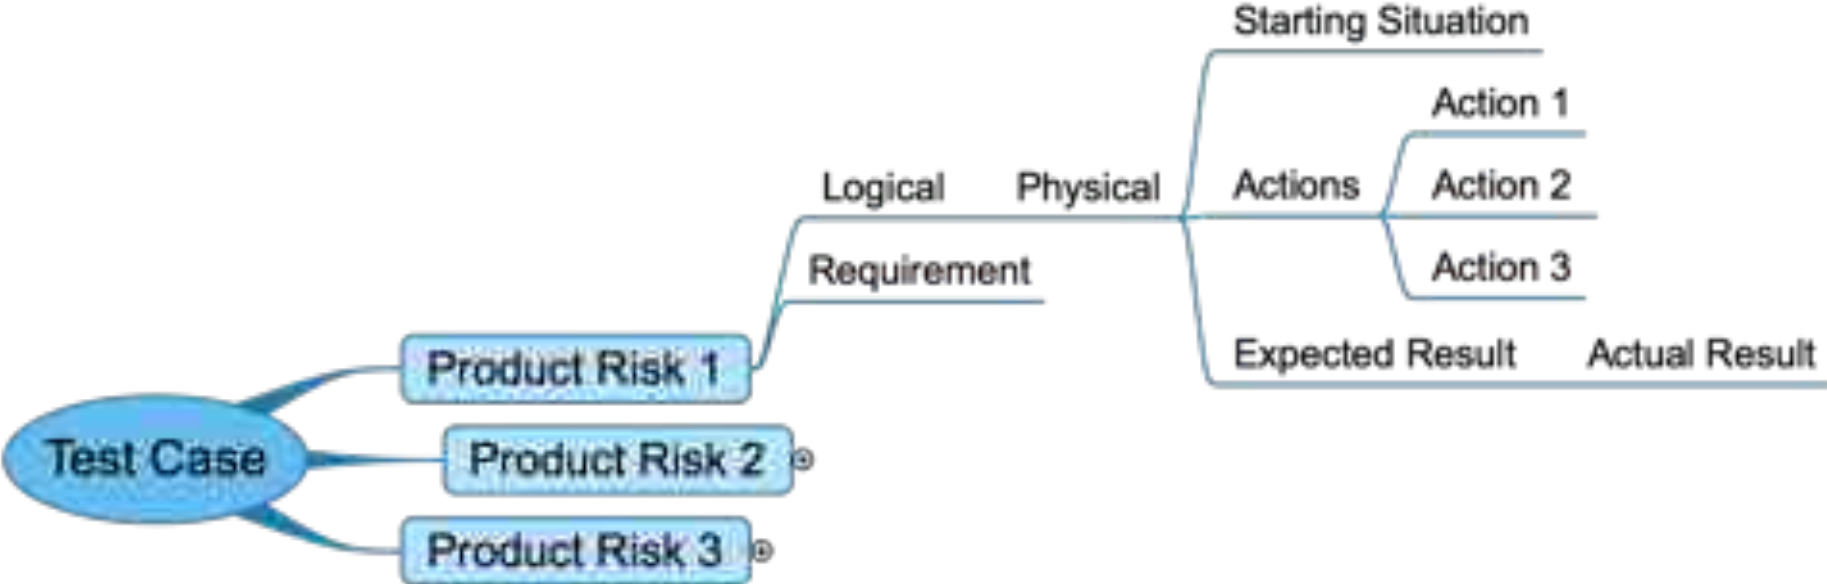 Starting Situation
Action 1
Logical Physical Actions Action 2
Requirement Action 3
Expected Result Actual Result
Product Risk 1
Test Case Product Risk 2
Product Risk 3